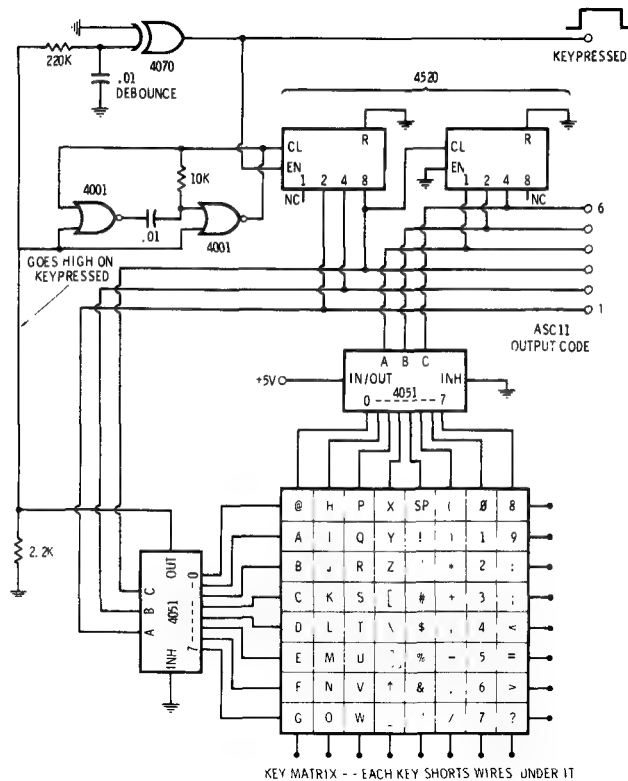 KEYPRESSED
220K
4070
.01
DEBOUNCE
4520
R
R
CL
EN
1 2 4 8
NC
CL
EN
1 2 4 8
NC
10K
4001
.01
4001
GOES HIGH ON
KEYPRESSED
6
1
ASCII
OUTPUT CODE
A B C
+5V
IN/OUT
INH
4051
0 ------- 7
2.2K
OUT
0
C
B
A
4051
7
INH
@ H P X SP ( Ø 8
A I Q Y ! ) 1 9
B J R Z * 2 :
C K S [ # + 3 ;
D L T \ $ , 4 <
E M U ] % - 5 =
F N V ↑ & . 6 >
G O W _ ' / 7 ?
KEY MATRIX -- EACH KEY SHORTS WIRES UNDER IT